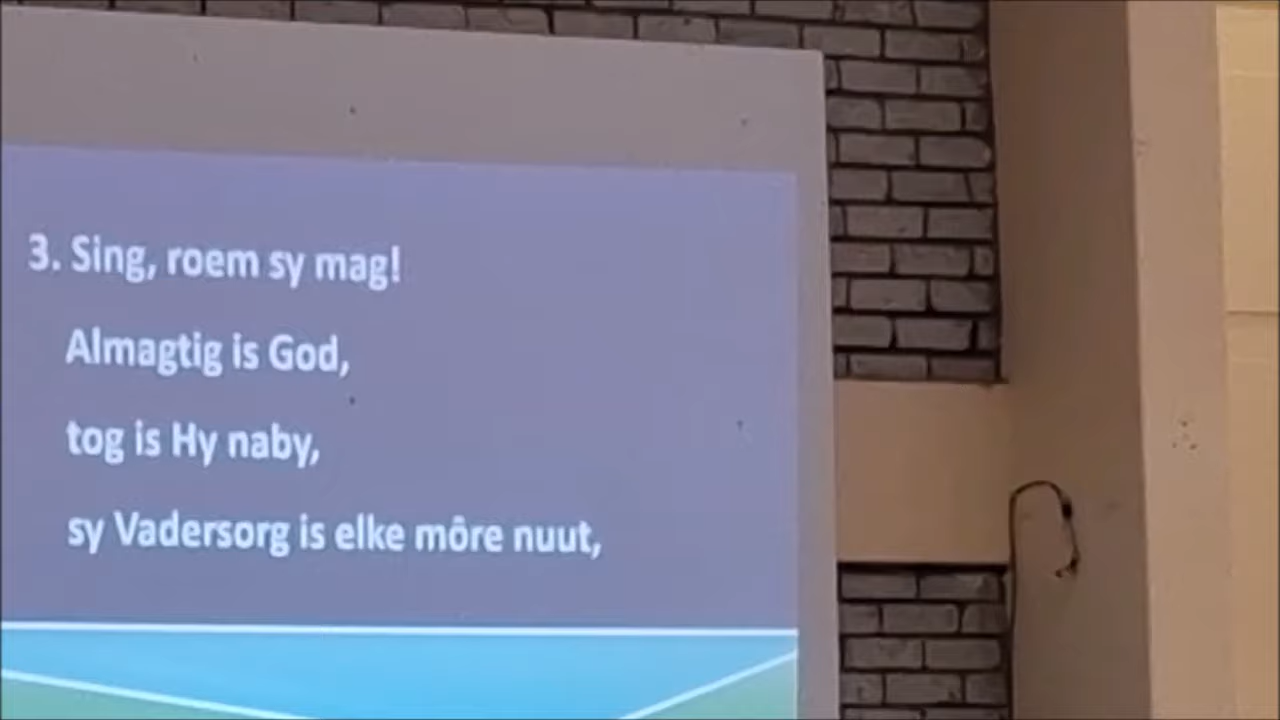 3. Sing, roem sy mag!
Almagtig is God,
tog is Hy naby,
sy Vadersorg is elke môre nuut,